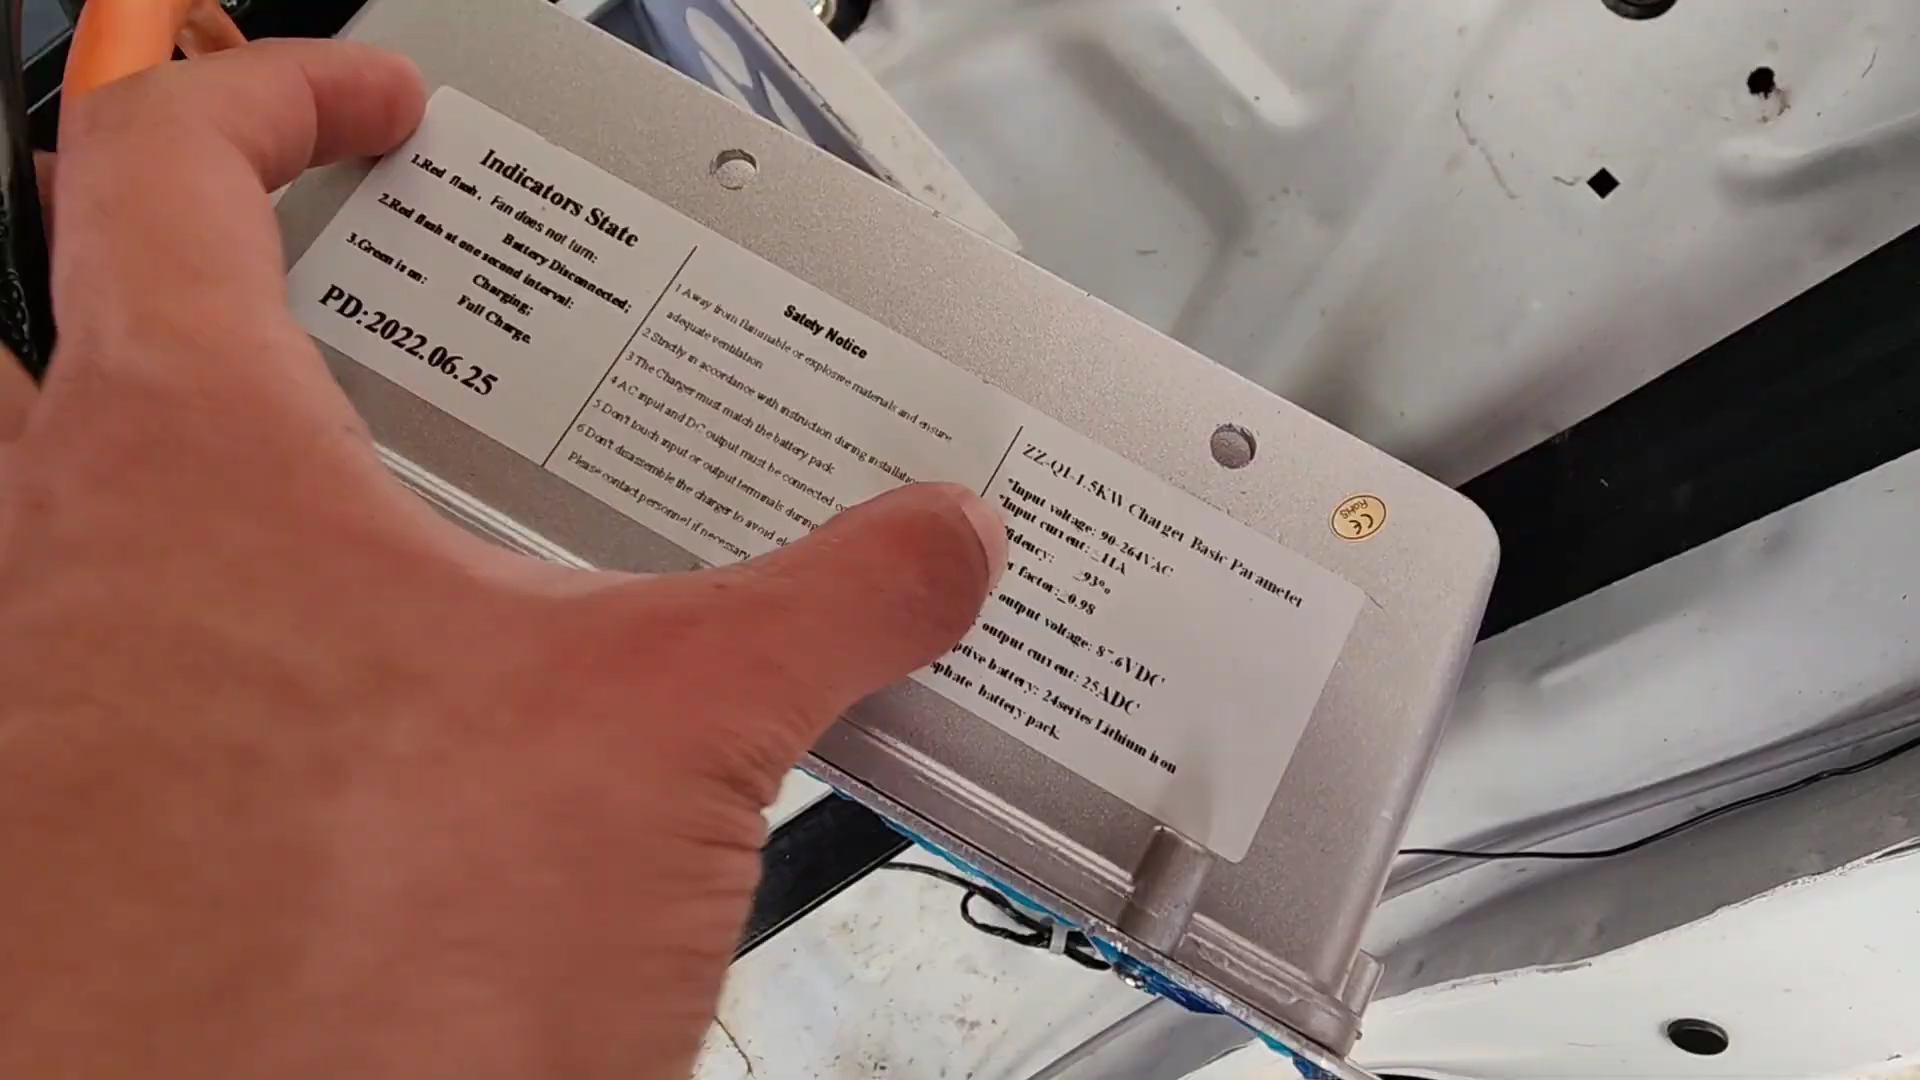 Indicators State
1.Red flash, Fan does not turn:
Battery Disconnected;
2.Red flash at one second interval:
Charging;
3.Green is on: Full Charge.
PD:2022.06.25
Safety Notice
1 Away from flammable or explosive materials and ensure
adequate ventilation
2 Strictly in accordance with instruction during installation
3 The Charger must match the battery pack
4 AC input and DC output must be connected
5 Don't touch input or output terminals during
6 Don't disassemble the charger to avoid
Please contact personnel if necessary
ZZ-Q1-1.5KW Charger Basic Parameter
*Input voltage: 90-264VAC
*Input current: ≤11A
93%
factor: 0.98
output voltage: 87.6VDC
output current: 25ADC
battery: 24series Lithium iron
battery pack
CE
RoHS